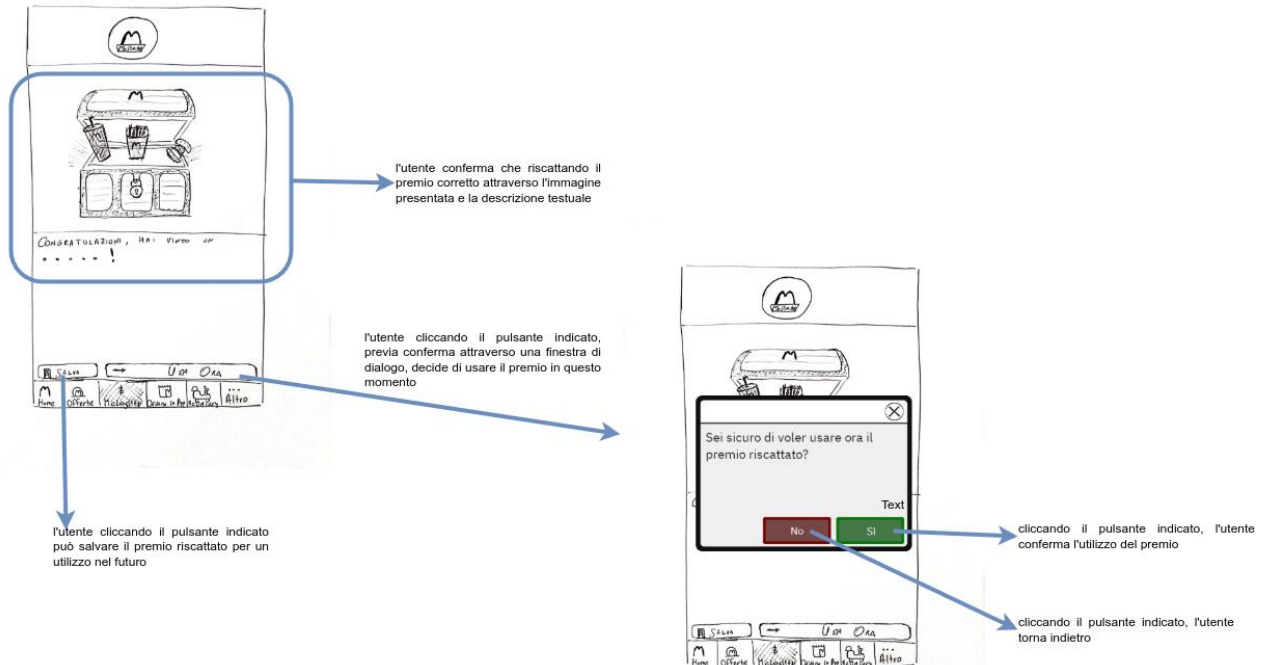 M
l'utente conferma che riscattando il
premio corretto attraverso l'immagine
presentata e la descrizione testuale
CONGRATULAZIONI, HAI VINTO UN
. . . . . !
l'utente cliccando il pulsante indicato,
previa conferma attraverso una finestra di
dialogo, decide di usare il premio in questo
momento
SALVA
→ USA ORA
Home Offerte Ordina Altro
l'utente cliccando il pulsante indicato
può salvare il premio riscattato per un
utilizzo nel futuro
M
Sei sicuro di voler usare ora il
premio riscattato?
Text
No Sì
cliccando il pulsante indicato, l'utente
conferma l'utilizzo del premio
cliccando il pulsante indicato, l'utente
torna indietro
SALVA
→ USA ORA
Home Offerte Ordina Altro